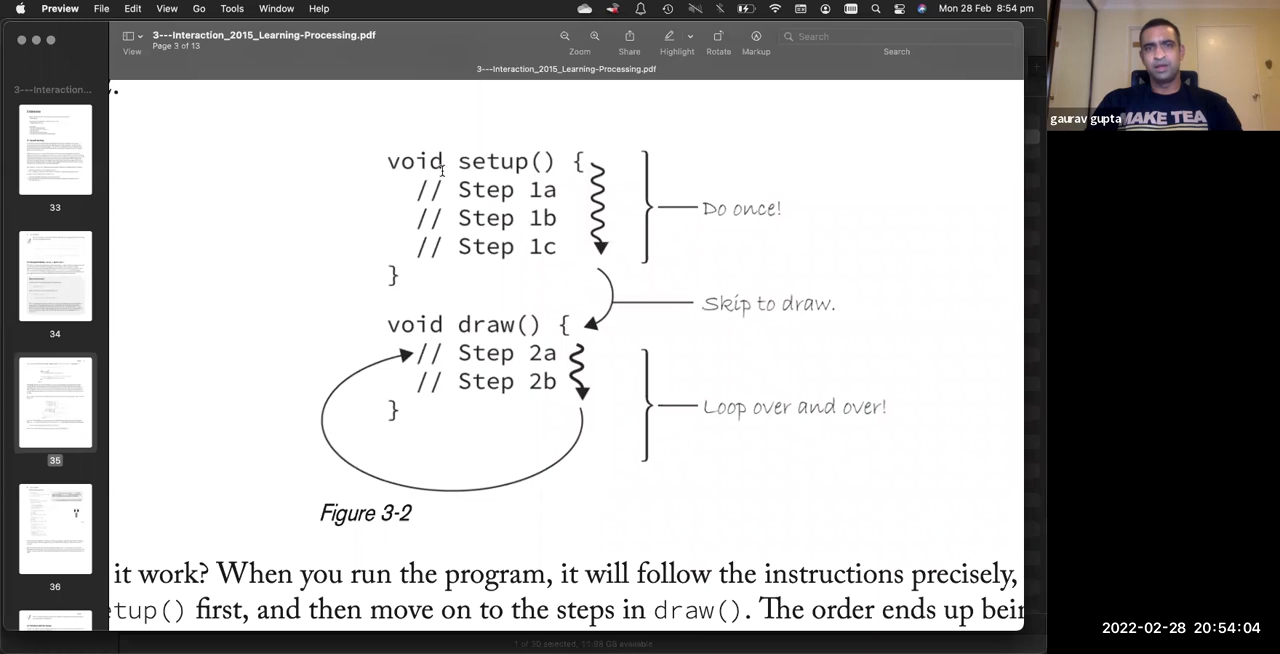 Preview File Edit View Go Tools Window Help Mon 28 Feb 8:54 pm
3---Interaction_2015_Learning-Processing.pdf
Page 3 of 13
View Zoom Share Highlight Rotate Markup Search
Search
3---Interaction_2015_Learning-Processing.pdf
3---Interaction...
33
34
35
36
y.
void setup() {
// Step 1a
// Step 1b
// Step 1c
}
Do once!
Skip to draw.
void draw() {
// Step 2a
// Step 2b
}
Loop over and over!
Figure 3-2
it work? When you run the program, it will follow the instructions precisely,
tup() first, and then move on to the steps in draw(). The order ends up bein
gaurav gupta
MAKE TEA
2022-02-28 20:54:04